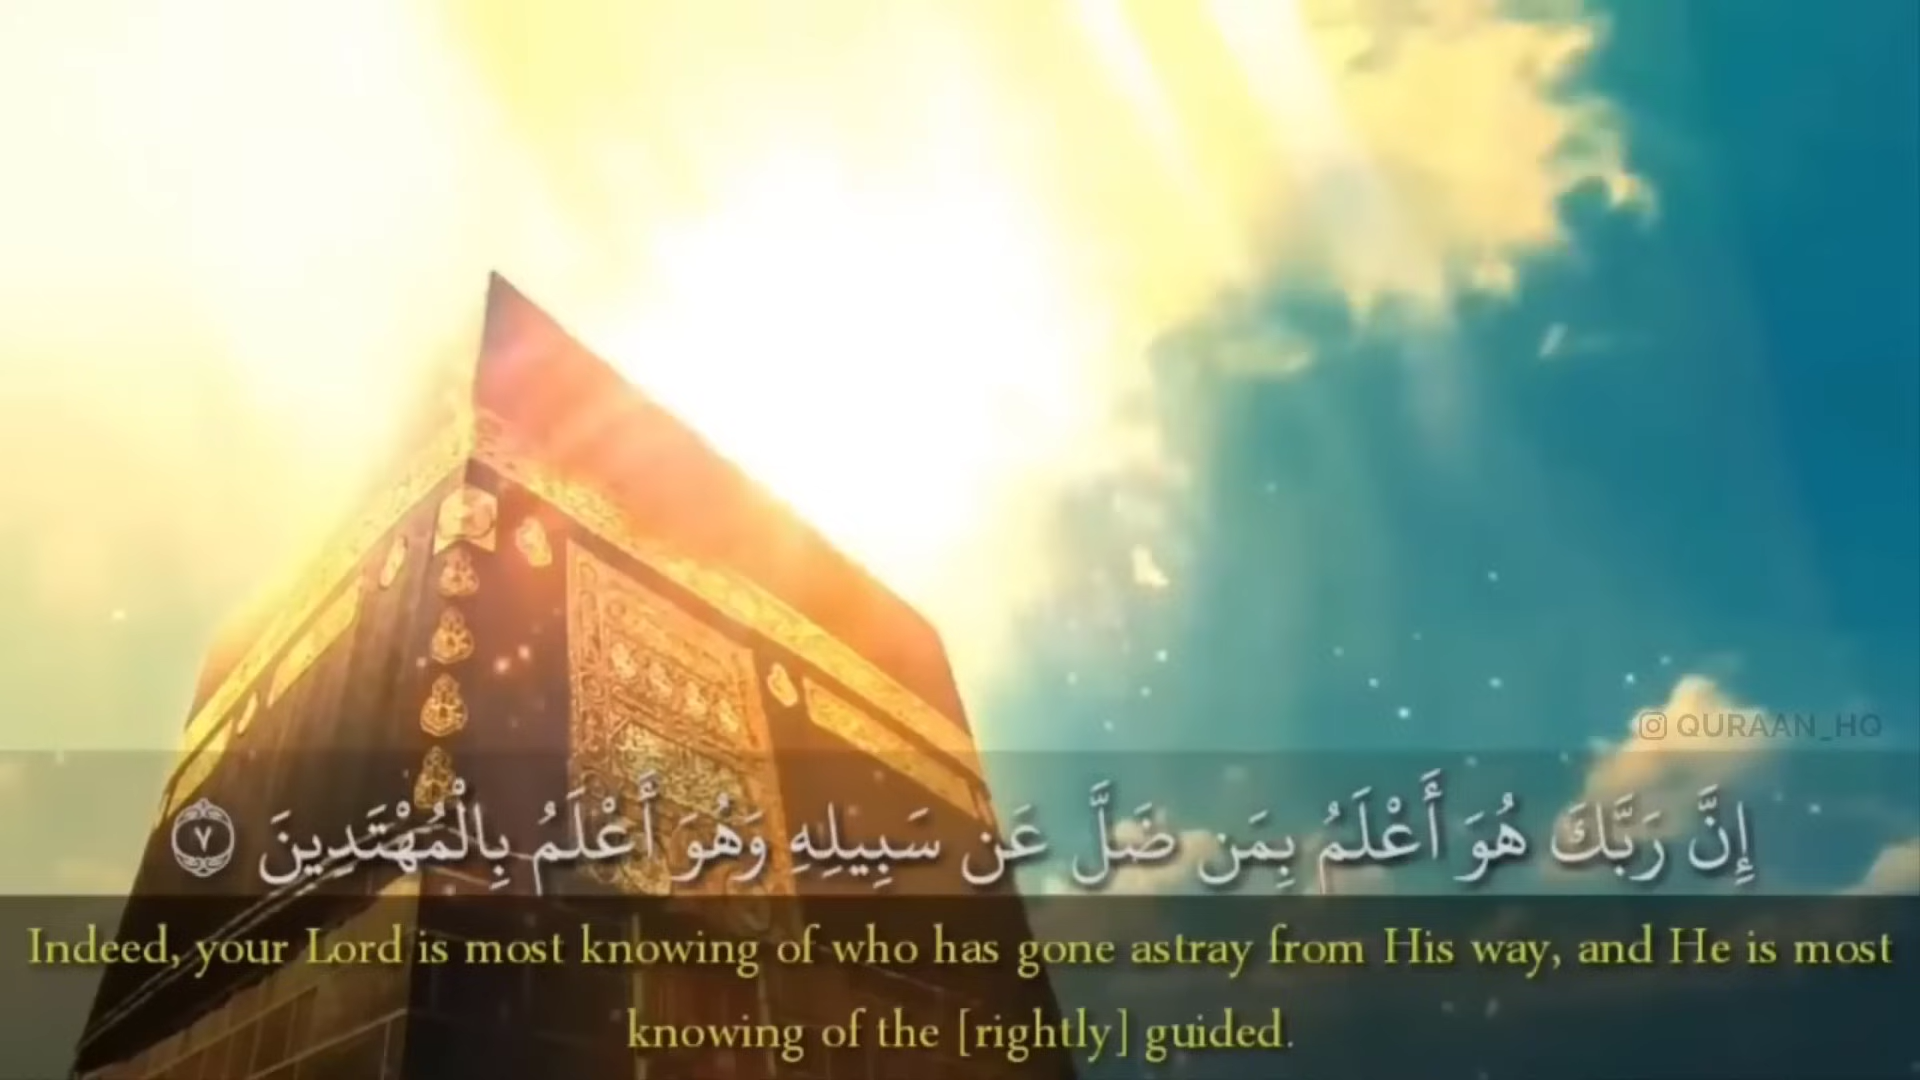 QURAAN_HQ
إِنَّ رَبَّكَ هُوَ أَعْلَمُ بِمَن ضَلَّ عَن سَبِيلِهِ وَهُوَ أَعْلَمُ بِالْمُهْتَدِينَ ٧
Indeed, your Lord is most knowing of who has gone astray from His way, and He is most
knowing of the [rightly] guided.